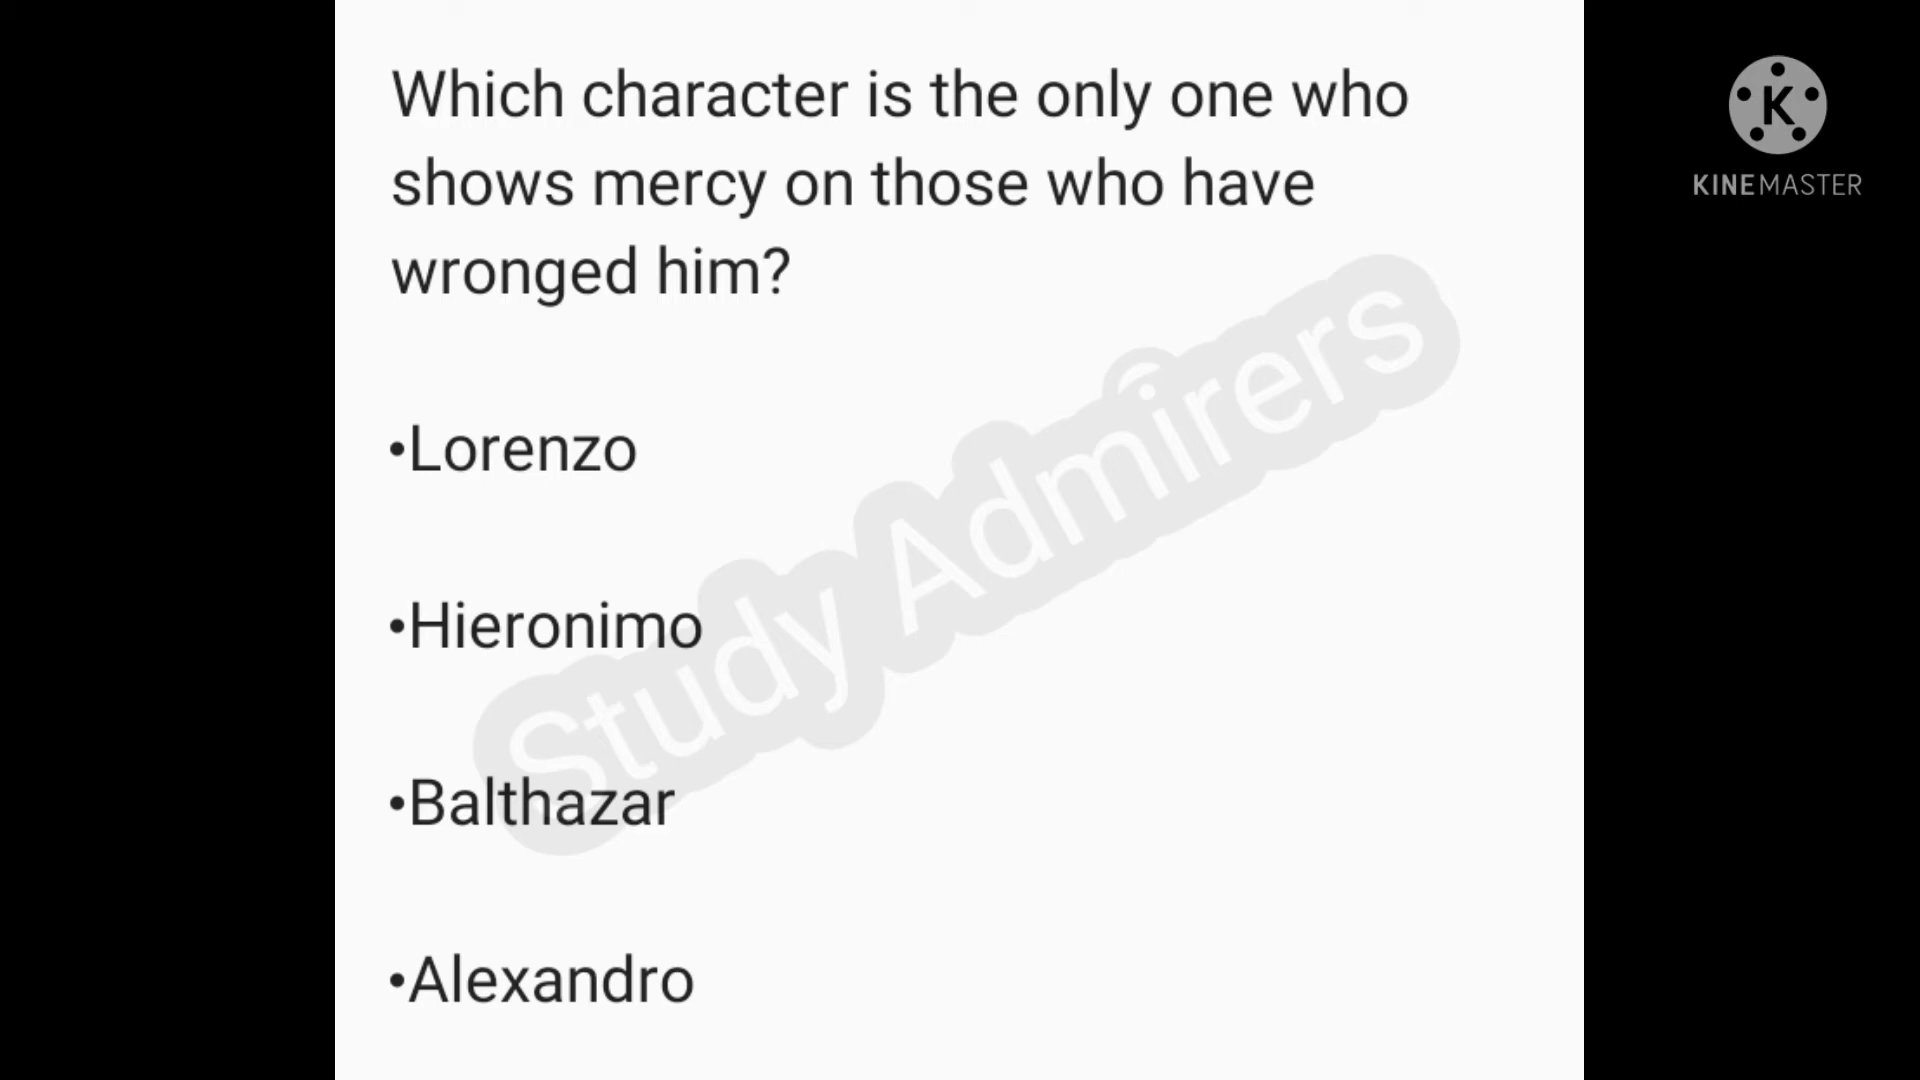 Which character is the only one who
shows mercy on those who have
wronged him?
•Lorenzo
•Hieronimo
•Balthazar
•Alexandro
Study Admirers
K
KINEMASTER